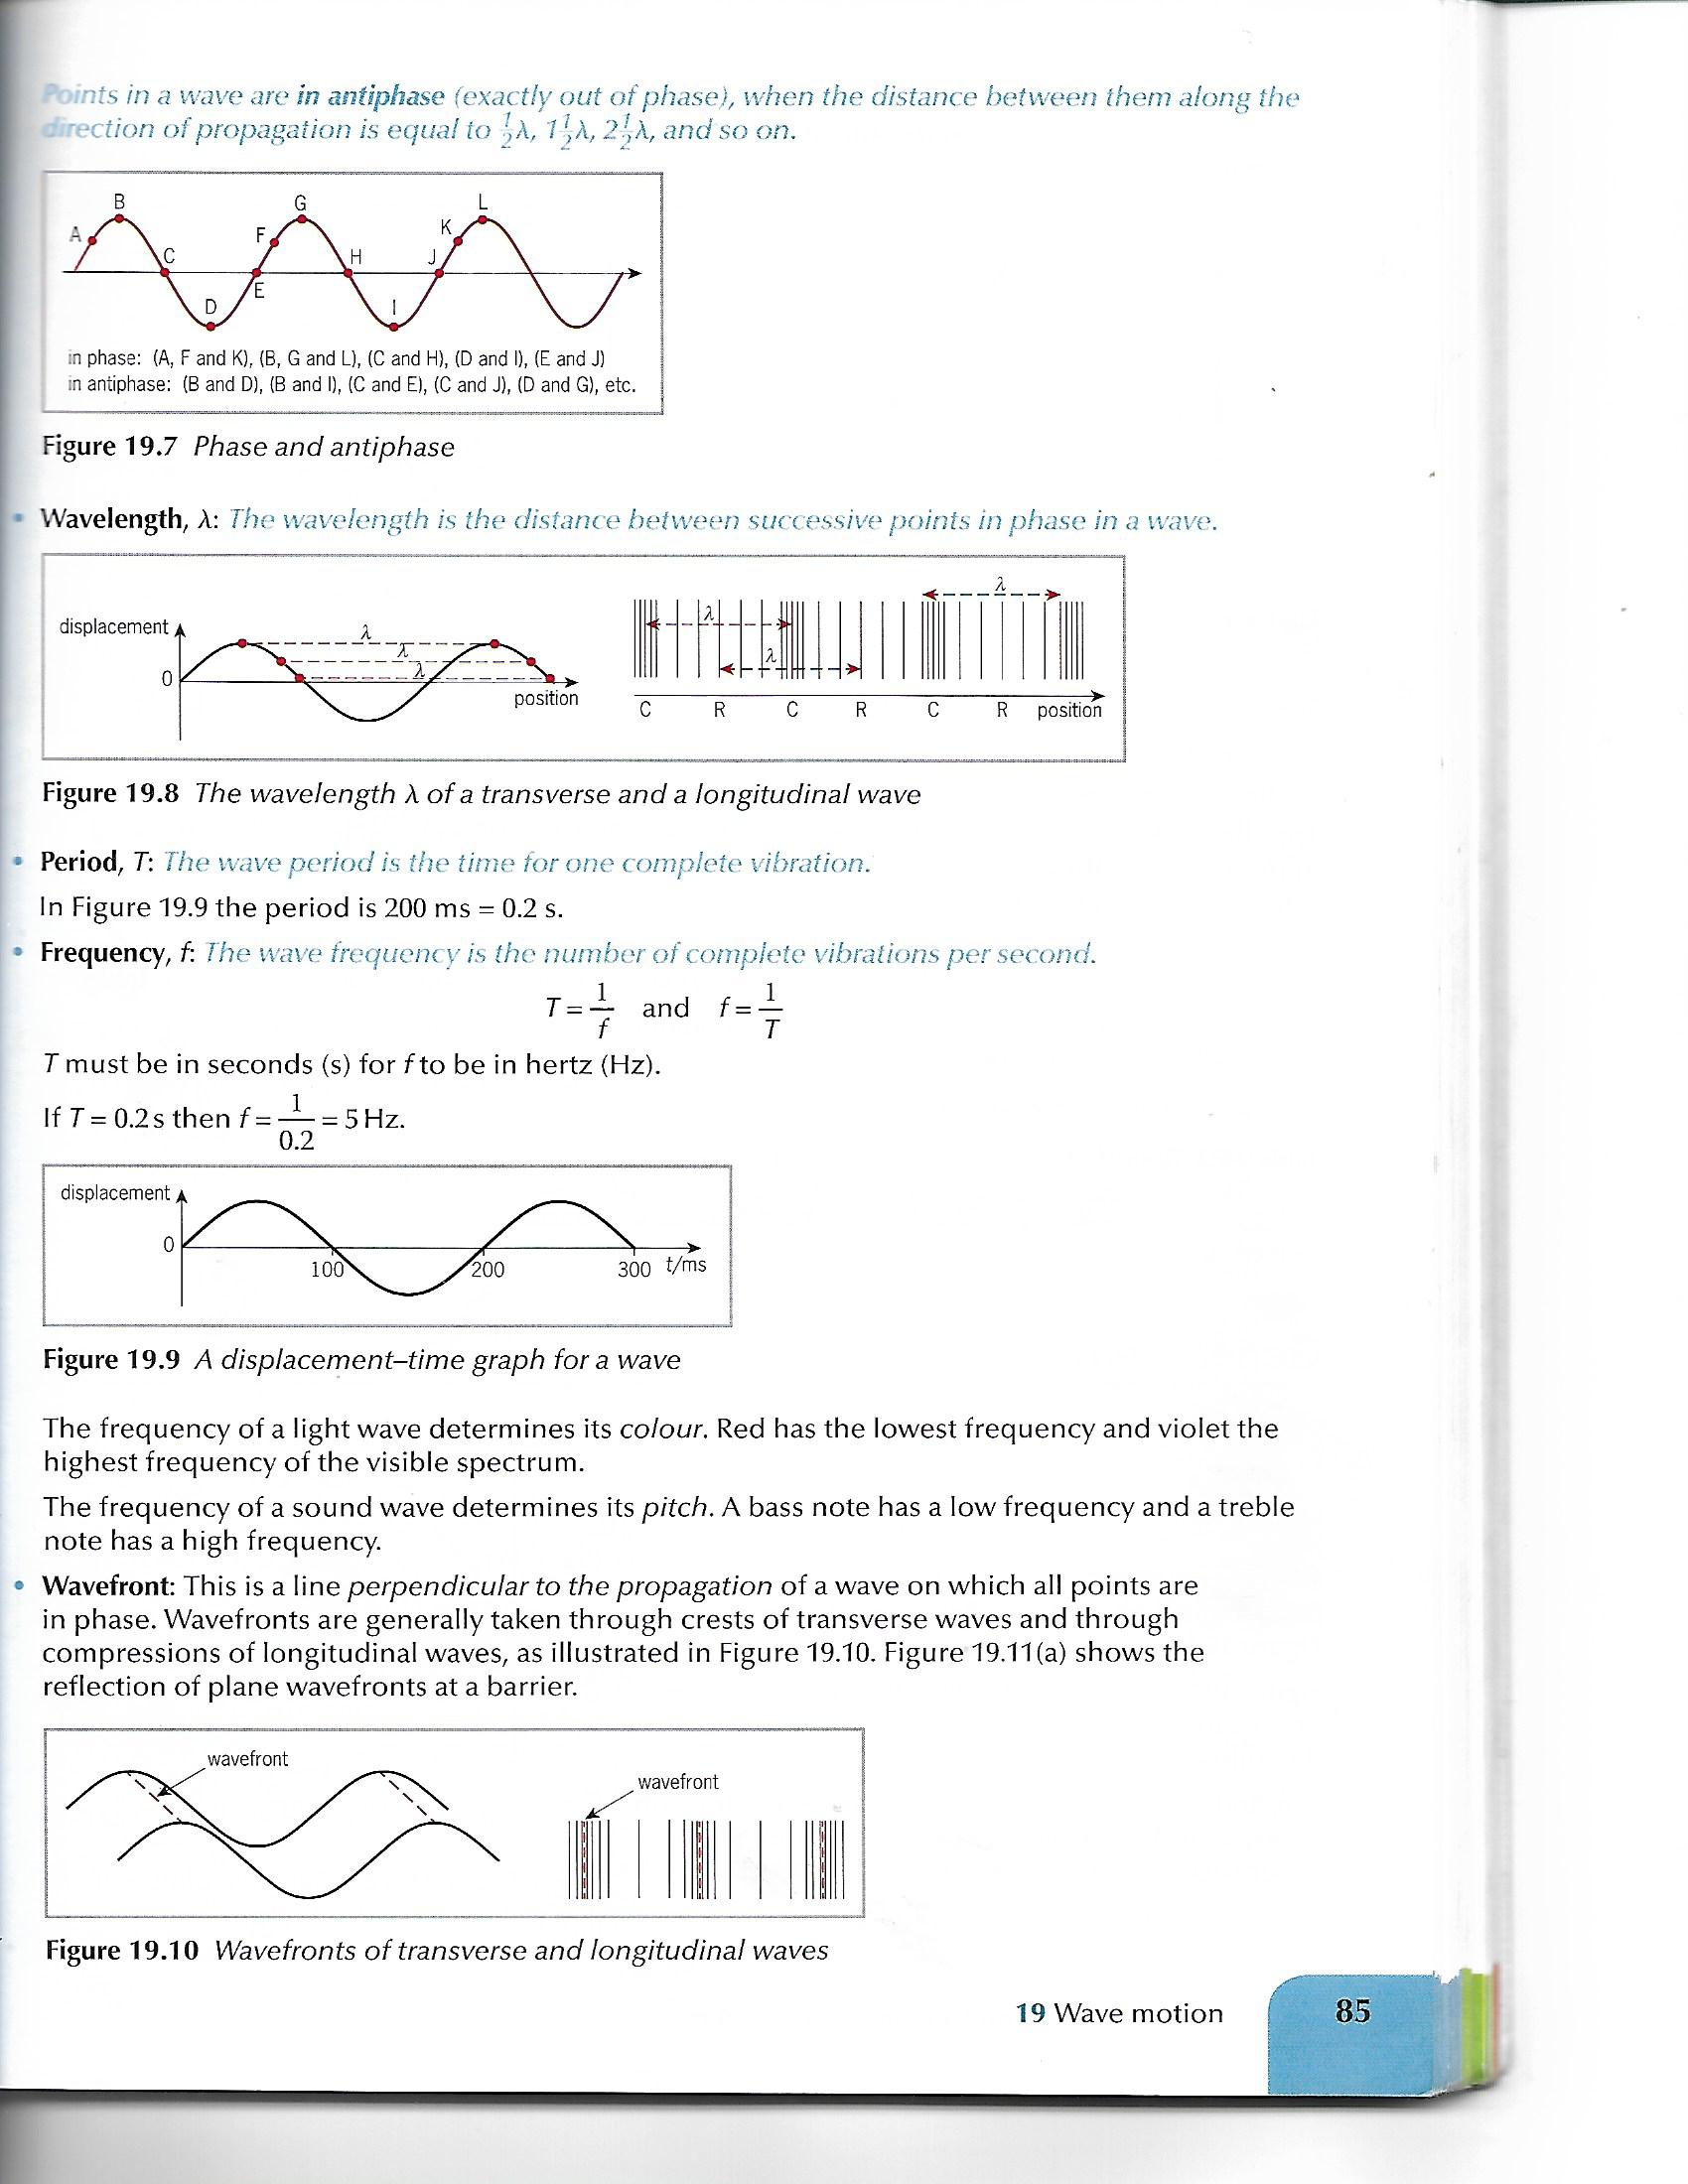 Points in a wave are in antiphase (exactly out of phase), when the distance between them along the
direction of propagation is equal to ½λ, 1½λ, 2½λ, and so on.
B G L
A F K
C H J
E
D I
in phase: (A, F and K), (B, G and L), (C and H), (D and I), (E and J)
in antiphase: (B and D), (B and I), (C and E), (C and J), (D and G), etc.
Figure 19.7 Phase and antiphase
• Wavelength, λ: The wavelength is the distance between successive points in phase in a wave.
displacement
λ
λ
λ
0
position
λ
λ
λ
C R C R C R position
Figure 19.8 The wavelength λ of a transverse and a longitudinal wave
• Period, T: The wave period is the time for one complete vibration.
In Figure 19.9 the period is 200 ms = 0.2 s.
• Frequency, f: The wave frequency is the number of complete vibrations per second.
T = 1/f and f = 1/T
T must be in seconds (s) for f to be in hertz (Hz).
If T = 0.2 s then f = 1/0.2 = 5 Hz.
displacement
0
100 200 300 t/ms
Figure 19.9 A displacement–time graph for a wave
The frequency of a light wave determines its colour. Red has the lowest frequency and violet the
highest frequency of the visible spectrum.
The frequency of a sound wave determines its pitch. A bass note has a low frequency and a treble
note has a high frequency.
• Wavefront: This is a line perpendicular to the propagation of a wave on which all points are
in phase. Wavefronts are generally taken through crests of transverse waves and through
compressions of longitudinal waves, as illustrated in Figure 19.10. Figure 19.11(a) shows the
reflection of plane wavefronts at a barrier.
wavefront
wavefront
Figure 19.10 Wavefronts of transverse and longitudinal waves
19 Wave motion 85